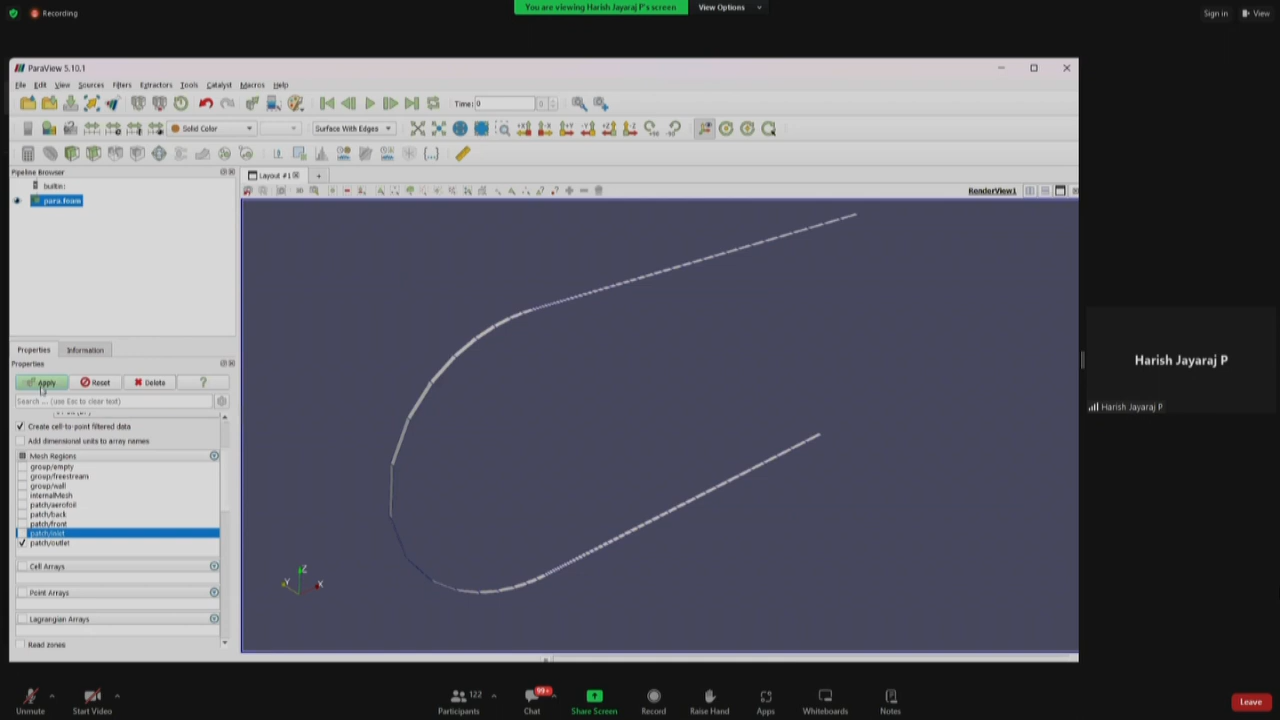 Recording
You are viewing Harish Jayaraj P's screen
View Options
Sign in
View
ParaView 5.10.1
File Edit View Sources Filters Extractors Tools Catalyst Macros Help
Time: 0
0
Solid Color
Surface With Edges
+X -X +Y -Y +Z -Z
Pipeline Browser
builtin:
para.foam
Layout #1
+
3D
RenderView1
Properties Information
Properties
Apply Reset Delete ?
Search ... (use Esc to clear text)
Create cell-to-point filtered data
Add dimensional units to array names
Mesh Regions
group/empty
group/freestream
group/wall
internalMesh
patch/aerofoil
patch/back
patch/front
patch/inlet
patch/outlet
Cell Arrays
Point Arrays
Lagrangian Arrays
Read zones
Z
Y
X
Harish Jayaraj P
Harish Jayaraj P
Unmute
Start Video
122
Participants
99+
Chat
Share Screen
Record
Raise Hand
Apps
Whiteboards
Notes
Leave